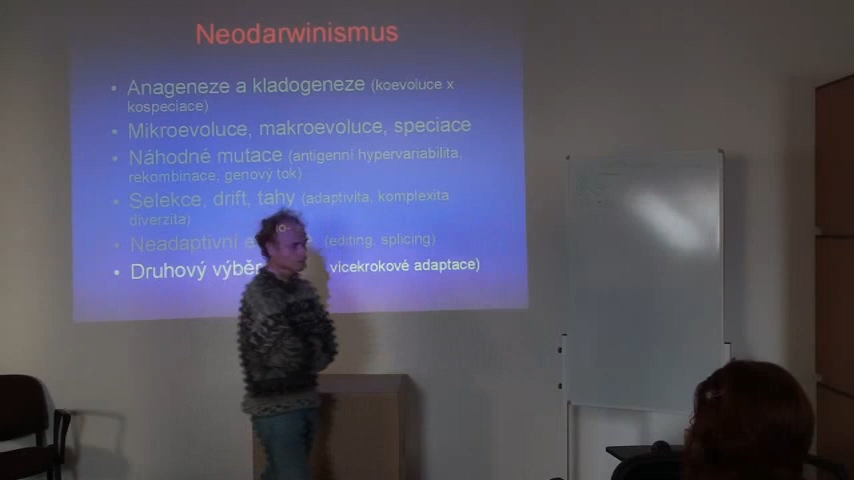 Neodarwinismus
• Anageneze a kladogeneze (koevoluce x
kospeciace)
• Mikroevoluce, makroevoluce, speciace
• Náhodné mutace (antigenní hypervariabilita,
rekombinace, genový tok)
• Selekce, drift, tahy (adaptivita, komplexita
diverzita)
• Neadaptivní (editing, splicing)
• Druhový výběr vícekrokové adaptace)